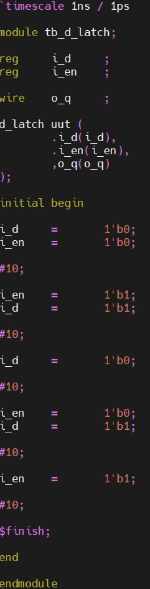 `timescale 1ns / 1ps
module tb_d_latch;
reg     i_d     ;
reg     i_en    ;
wire    o_q     ;
d_latch uut (
        .i_d(i_d),
        .i_en(i_en),
        ,o_q(o_q)
);
initial begin
i_d     =       1'b0;
i_en    =       1'b0;
#10;
i_en    =       1'b1;
i_d     =       1'b1;
#10;
i_d     =       1'b0;
#10;
i_en    =       1'b0;
i_d     =       1'b1;
#10;
i_en    =       1'b1;
#10;
$finish;
end
endmodule